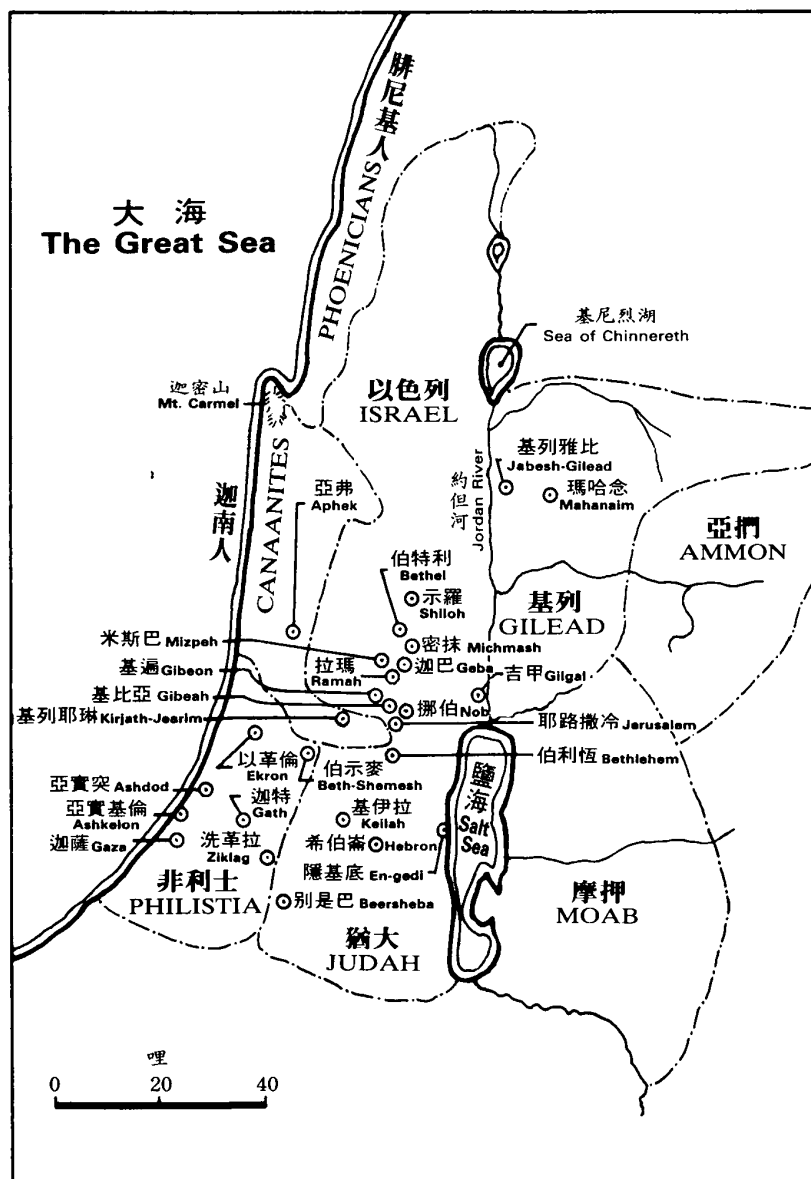 腓尼基人
PHOENICIANS
大海
The Great Sea
基尼烈湖
Sea of Chinnereth
迦密山
Mt. Carmel
以色列
ISRAEL
迦南人
CANAANITES
亞弗
Aphek
約但河
Jordan River
基列雅比
Jabesh-Gilead
瑪哈念
Mahanaim
亞捫
AMMON
伯特利
Bethel
示羅
Shiloh
基列
GILEAD
米斯巴 Mizpeh
密抹 Michmash
基遍 Gibeon
拉瑪
Ramah
迦巴 Geba
吉甲 Gilgal
基比亞 Gibeah
挪伯 Nob
基列耶琳 Kirjath-Jearim
耶路撒冷 Jerusalem
以革倫
Ekron
伯示麥
Beth-Shemesh
伯利恆 Bethlehem
亞實突 Ashdod
迦特
Gath
基伊拉
Keilah
鹽海
Salt
Sea
亞實基倫
Ashkelon
迦薩 Gaza
洗革拉
Ziklag
希伯崙 Hebron
隱基底 En-gedi
非利士
PHILISTIA
別是巴 Beersheba
摩押
MOAB
猶大
JUDAH
哩
0 20 40